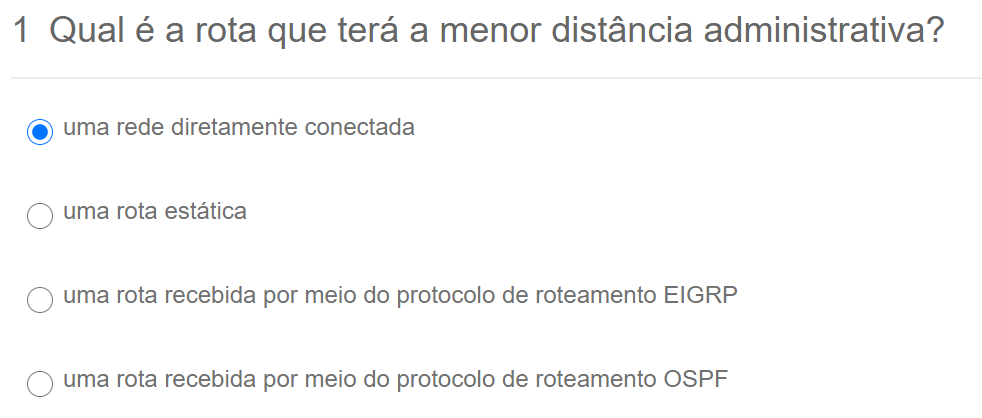 1 Qual é a rota que terá a menor distância administrativa?
uma rede diretamente conectada
uma rota estática
uma rota recebida por meio do protocolo de roteamento EIGRP
uma rota recebida por meio do protocolo de roteamento OSPF